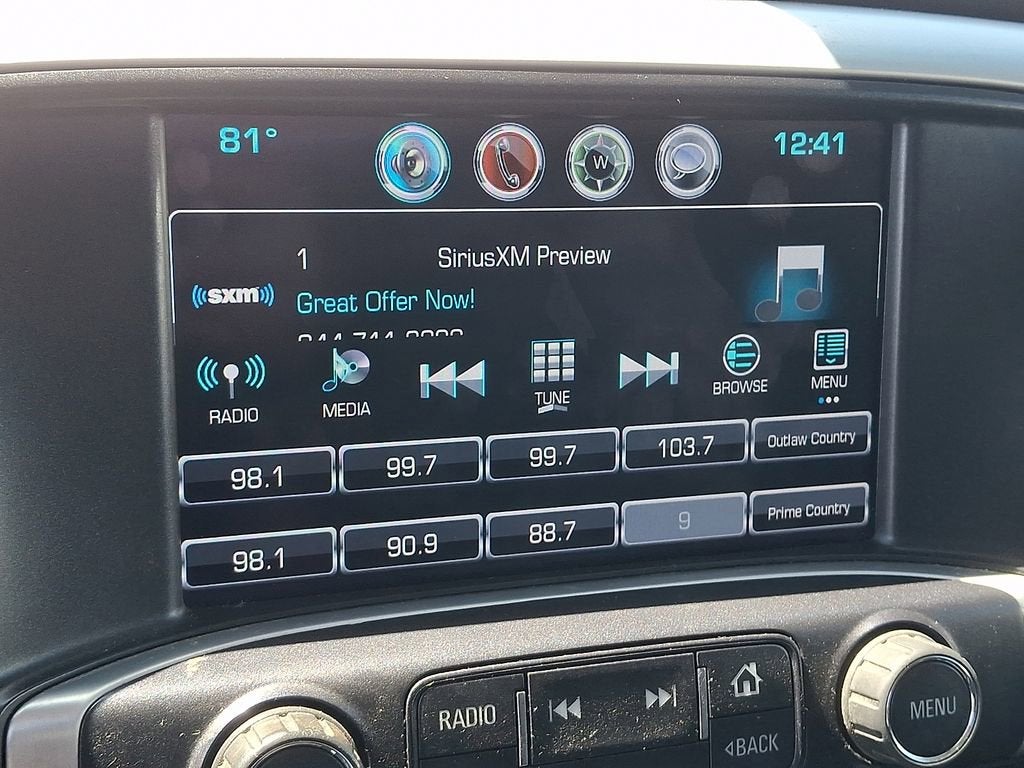 81° W 12:41
1 SiriusXM Preview
((sxm))
Great Offer Now!
RADIO MEDIA TUNE BROWSE MENU
98.1 99.7 99.7 103.7 Outlaw Country
98.1 90.9 88.7 9 Prime Country
RADIO MENU
BACK